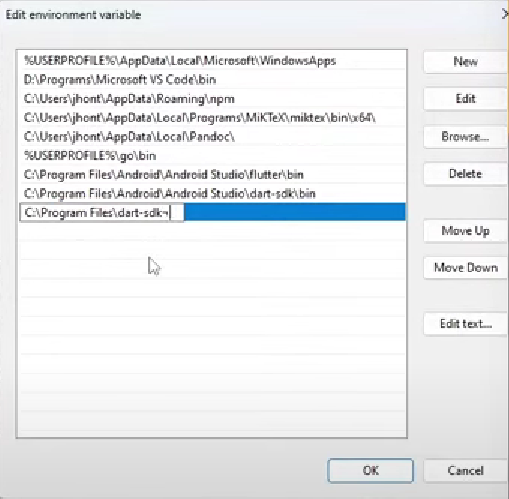 Edit environment variable
%USERPROFILE%\AppData\Local\Microsoft\WindowsApps
D:\Programs\Microsoft VS Code\bin
C:\Users\jhont\AppData\Roaming\npm
C:\Users\jhont\AppData\Local\Programs\MiKTeX\miktex\bin\x64\
C:\Users\jhont\AppData\Local\Pandoc\
%USERPROFILE%\go\bin
C:\Program Files\Android\Android Studio\flutter\bin
C:\Program Files\Android\Android Studio\dart-sdk\bin
C:\Program Files\dart-sdk¬
New
Edit
Browse...
Delete
Move Up
Move Down
Edit text...
OK
Cancel